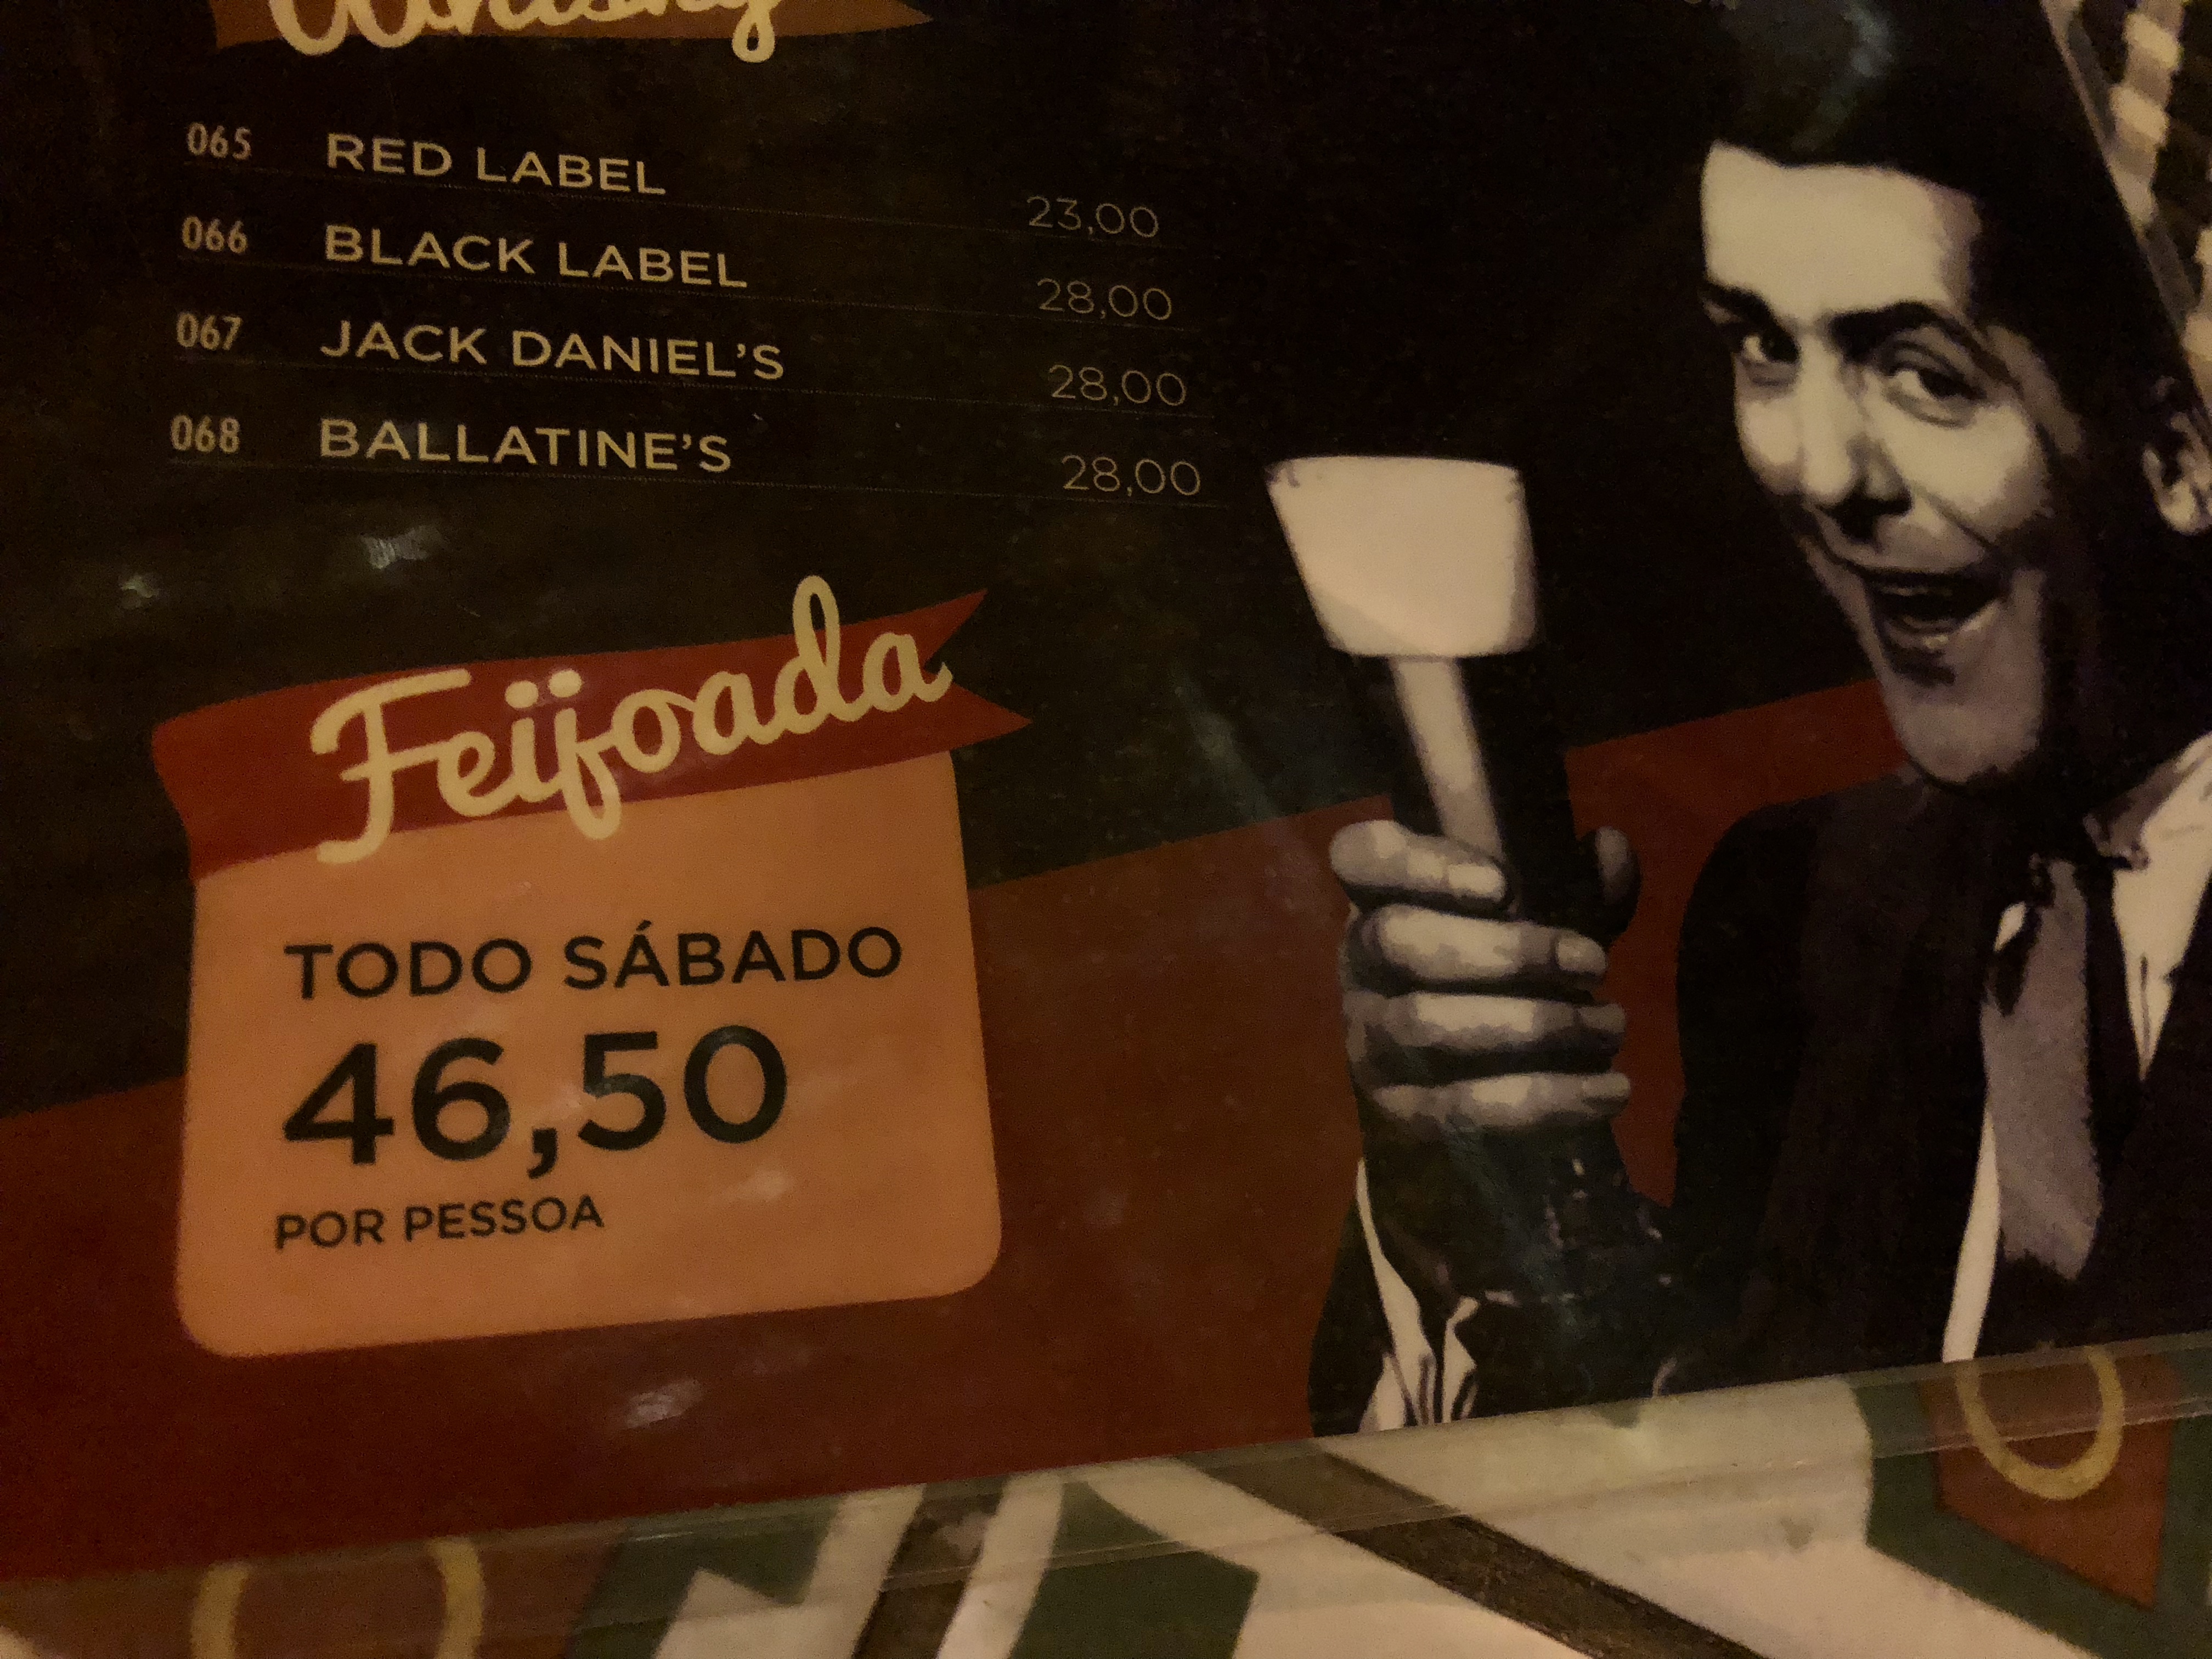 Whisky
065 RED LABEL 23,00
066 BLACK LABEL 28,00
067 JACK DANIEL'S 28,00
068 BALLATINE'S 28,00
Feijoada
TODO SÁBADO
46,50
POR PESSOA